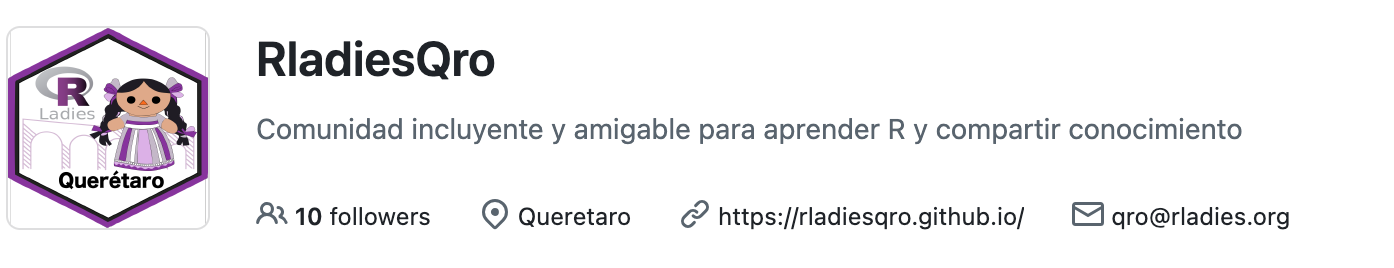 RladiesQro
R
Ladies
Querétaro
Comunidad incluyente y amigable para aprender R y compartir conocimiento
10 followers Queretaro https://rladiesqro.github.io/ qro@rladies.org